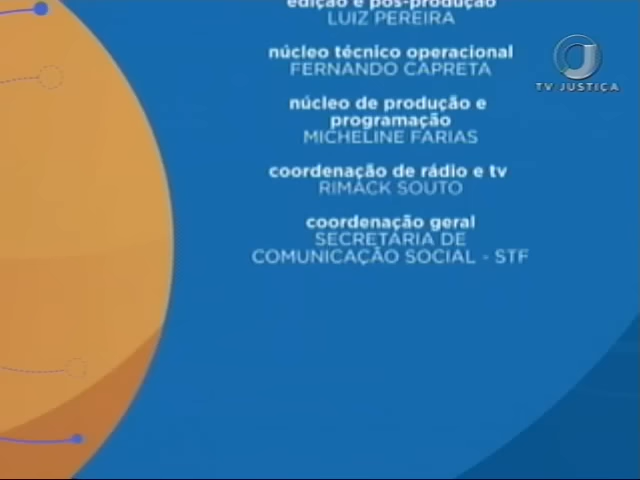 edição e pós-produção
LUIZ PEREIRA
núcleo técnico operacional
FERNANDO CAPRETA
núcleo de produção e
programação
MICHELINE FARIAS
coordenação de rádio e tv
RIMACK SOUTO
coordenação geral
SECRETARIA DE
COMUNICAÇÃO SOCIAL - STF
TV JUSTIÇA